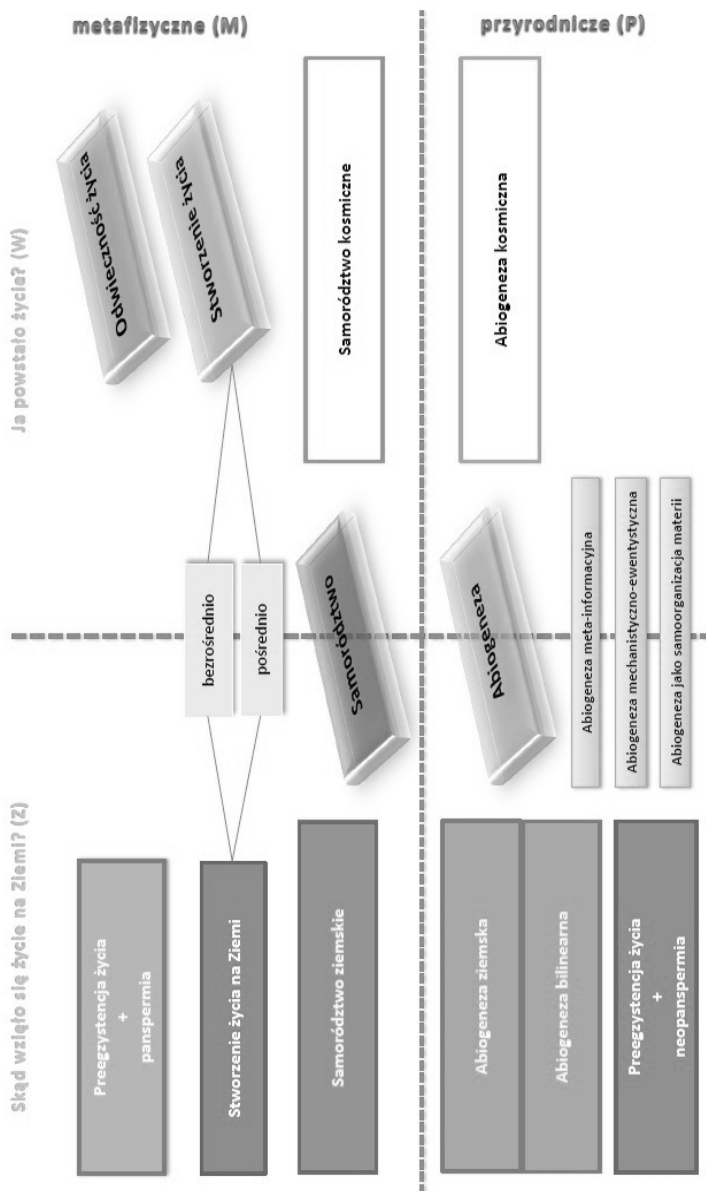 Skąd wzięło się życie na Ziemi? (Z)
Ja powstało życie? (W)
metafizyczne (M)
Preegzystencja życia
+
panspermia
Odwieczność życia
Stworzenie życia na Ziemi
bezrośrednio
pośrednio
Stworzenie życia
Samorództwo ziemskie
Samorództwo
Samorództwo kosmiczne
przyrodnicze (P)
Abiogeneza ziemska
Abiogeneza bilinearna
Abiogeneza
Abiogeneza kosmiczna
Preegzystencja życia
+
neopanspermia
Abiogeneza meta-informacyjna
Abiogeneza mechanistyczno-ewentystyczna
Abiogeneza jako samoorganizacja materii